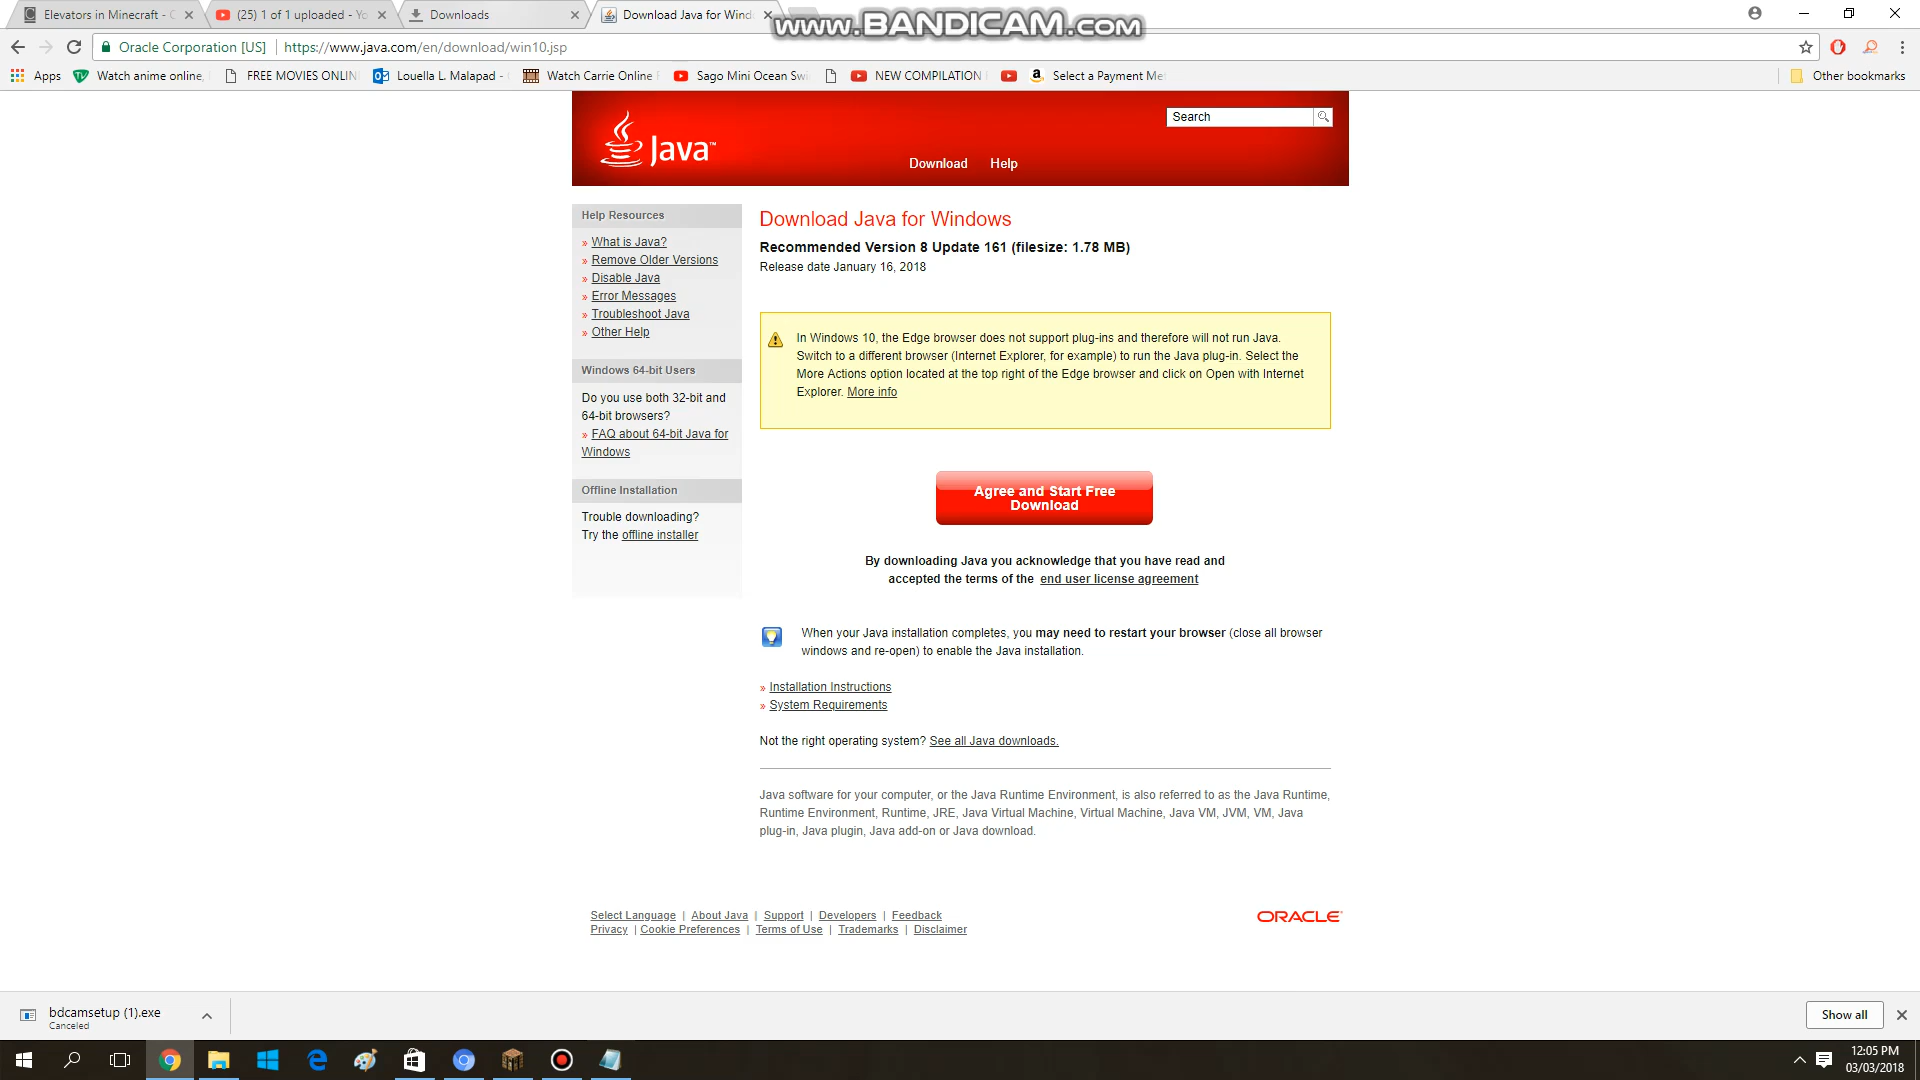 Elevators in Minecraft - C
(25) 1 of 1 uploaded - Yo
Downloads
Download Java for Wind
www.BANDICAM.com
Oracle Corporation [US]
https://www.java.com/en/download/win10.jsp
Apps
Watch anime online,
FREE MOVIES ONLIN
Louella L. Malapad -
Watch Carrie Online
Sago Mini Ocean Swi
NEW COMPILATION
Select a Payment Me
Other bookmarks
Java™
Search
Download
Help
Help Resources
» What is Java?
» Remove Older Versions
» Disable Java
» Error Messages
» Troubleshoot Java
» Other Help
Windows 64-bit Users
Do you use both 32-bit and
64-bit browsers?
» FAQ about 64-bit Java for
Windows
Offline Installation
Trouble downloading?
Try the offline installer
Download Java for Windows
Recommended Version 8 Update 161 (filesize: 1.78 MB)
Release date January 16, 2018
In Windows 10, the Edge browser does not support plug-ins and therefore will not run Java.
Switch to a different browser (Internet Explorer, for example) to run the Java plug-in. Select the
More Actions option located at the top right of the Edge browser and click on Open with Internet
Explorer. More info
Agree and Start Free
Download
By downloading Java you acknowledge that you have read and
accepted the terms of the end user license agreement
When your Java installation completes, you may need to restart your browser (close all browser
windows and re-open) to enable the Java installation.
» Installation Instructions
» System Requirements
Not the right operating system? See all Java downloads.
Java software for your computer, or the Java Runtime Environment, is also referred to as the Java Runtime,
Runtime Environment, Runtime, JRE, Java Virtual Machine, Virtual Machine, Java VM, JVM, VM, Java
plug-in, Java plugin, Java add-on or Java download.
Select Language | About Java | Support | Developers | Feedback
Privacy | Cookie Preferences | Terms of Use | Trademarks | Disclaimer
ORACLE
bdcamsetup (1).exe
Canceled
Show all
12:05 PM
03/03/2018